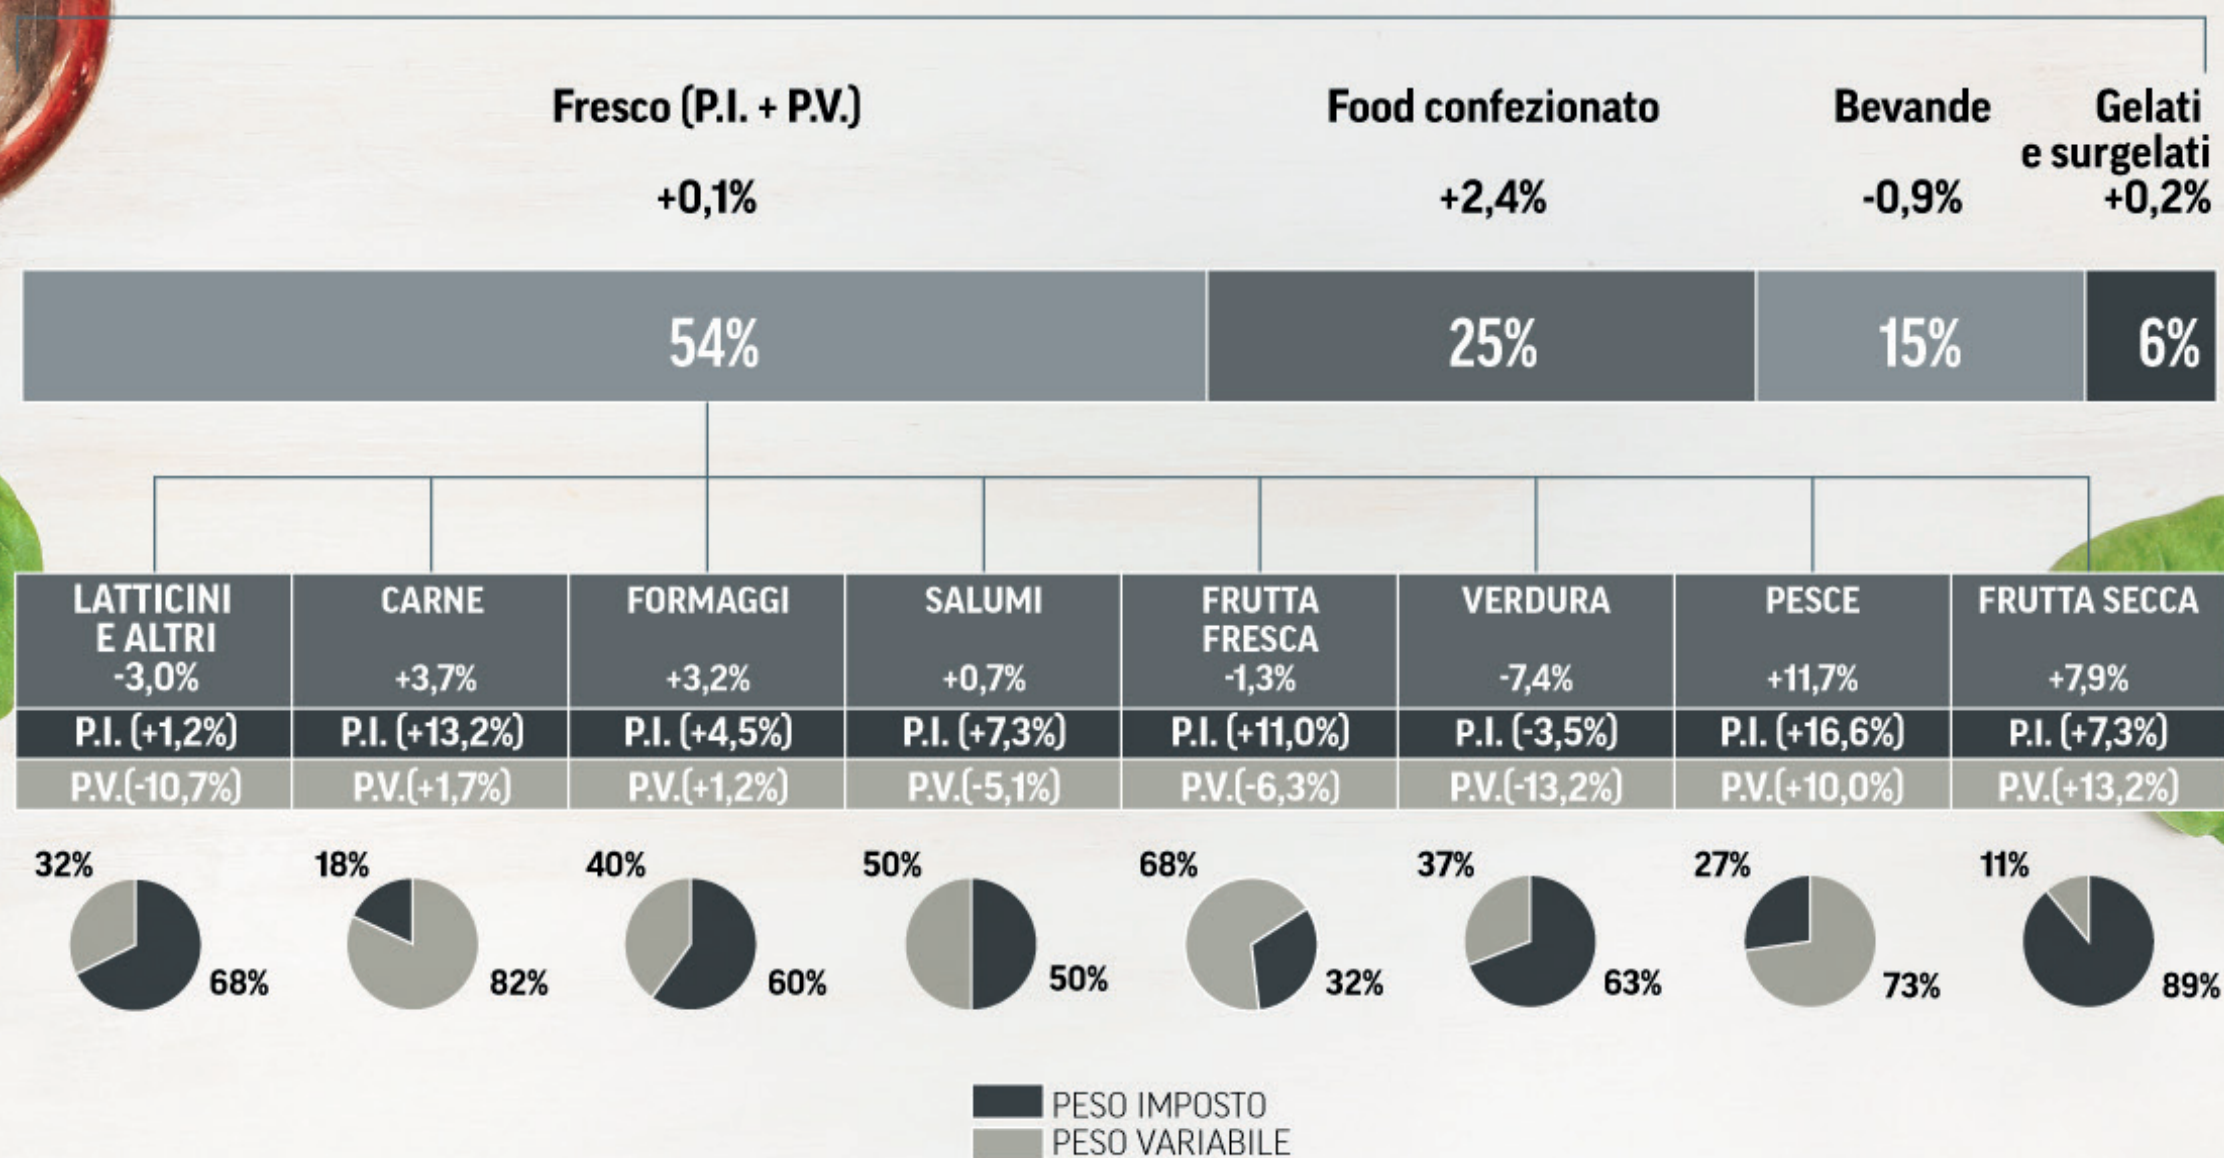 Fresco (P.I. + P.V.)
+0,1%
Food confezionato
+2,4%
Bevande
-0,9%
Gelati
e surgelati
+0,2%
54%
25%
15%
6%
LATTICINI
E ALTRI
-3,0%
P.I. (+1,2%)
P.V.(-10,7%)
CARNE
+3,7%
P.I. (+13,2%)
P.V.(+1,7%)
FORMAGGI
+3,2%
P.I. (+4,5%)
P.V.(+1,2%)
SALUMI
+0,7%
P.I. (+7,3%)
P.V.(-5,1%)
FRUTTA
FRESCA
-1,3%
P.I. (+11,0%)
P.V.(-6,3%)
VERDURA
-7,4%
P.I. (-3,5%)
P.V.(-13,2%)
PESCE
+11,7%
P.I. (+16,6%)
P.V.(+10,0%)
FRUTTA SECCA
+7,9%
P.I. (+7,3%)
P.V.(+13,2%)
32%
68%
18%
82%
40%
60%
50%
50%
68%
32%
37%
63%
27%
73%
11%
89%
PESO IMPOSTO
PESO VARIABILE